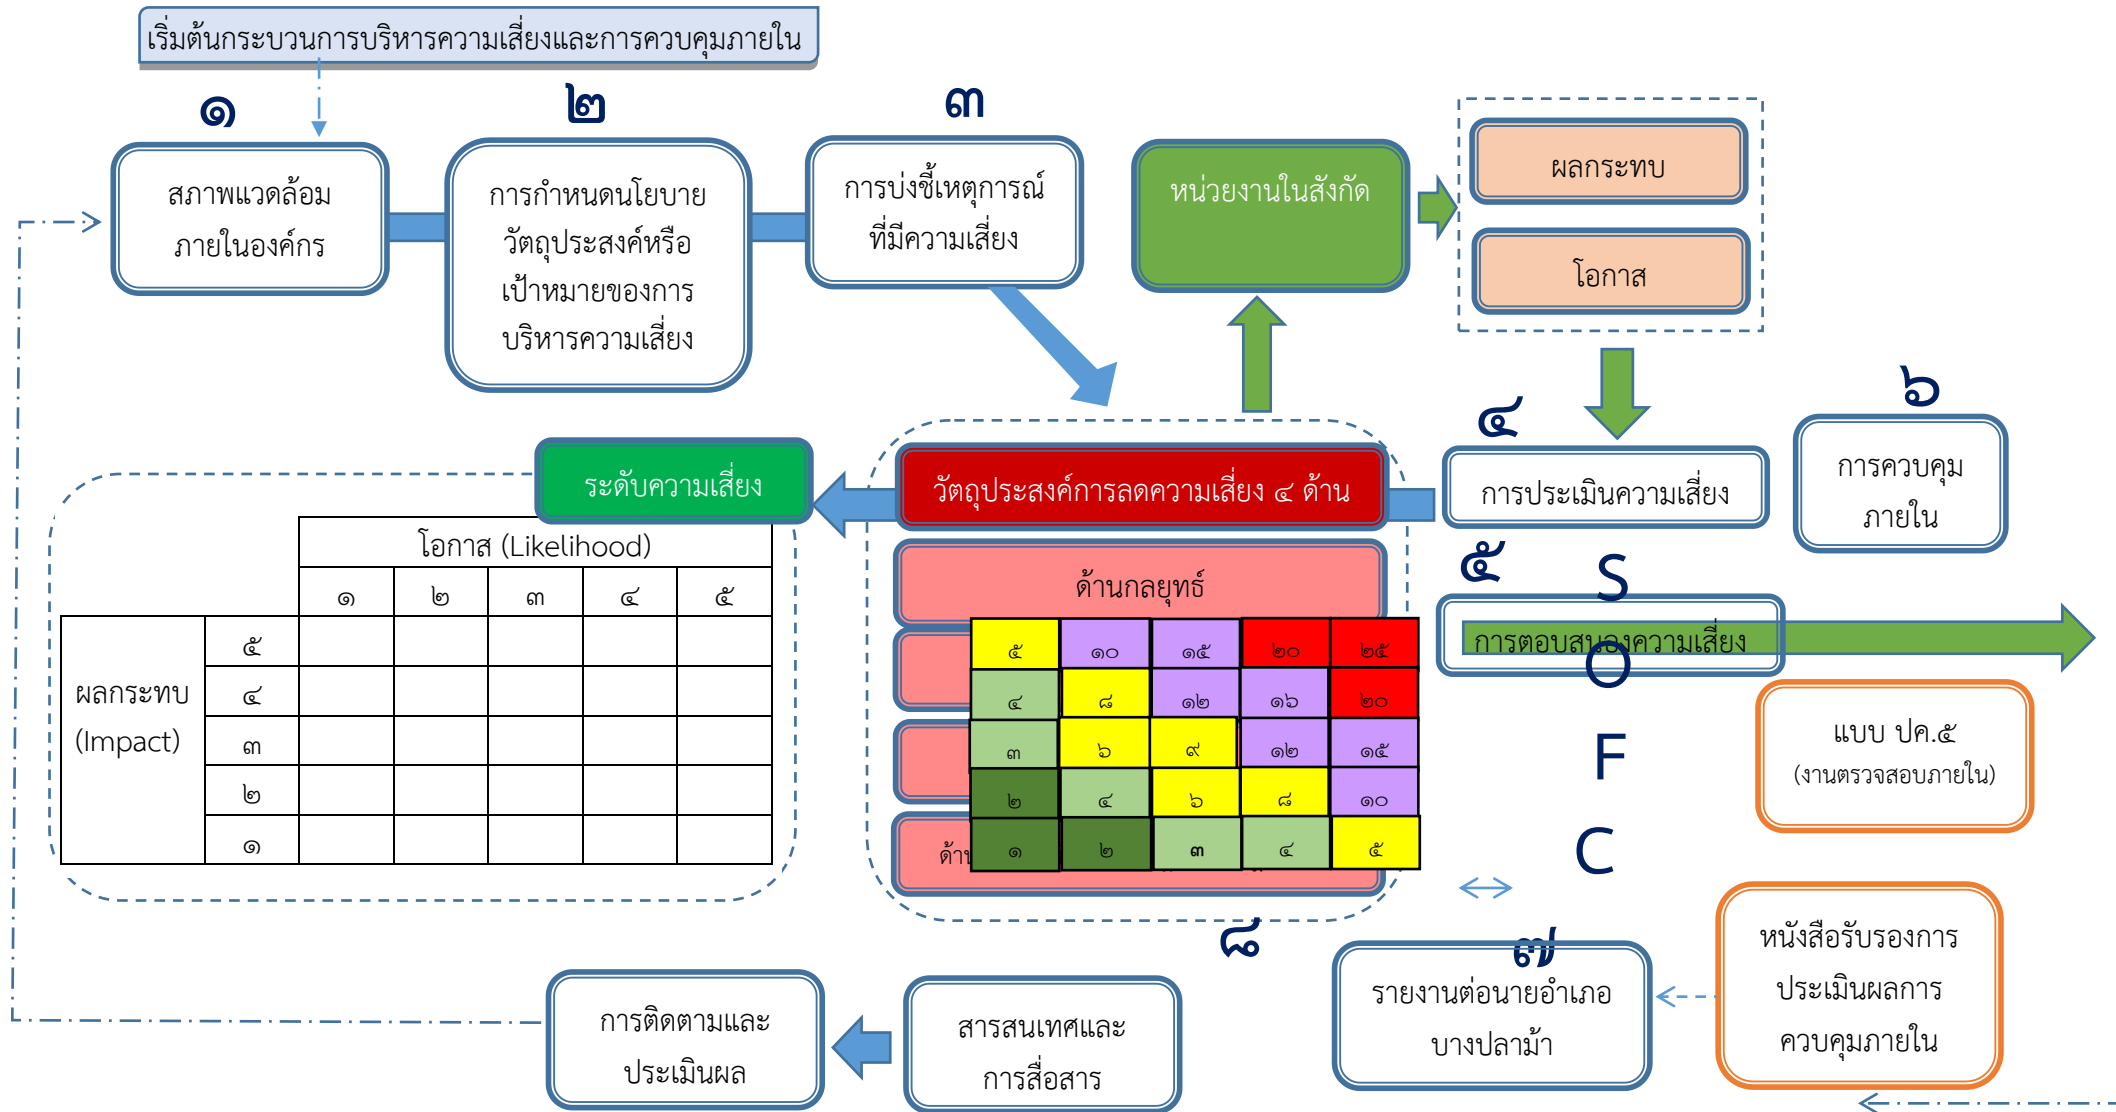 เริ่มต้นกระบวนการบริหารความเสี่ยงและการควบคุมภายใน
๑
๒
๓
สภาพแวดล้อม
ภายในองค์กร
การกำหนดนโยบาย
วัตถุประสงค์หรือ
เป้าหมายของการ
บริหารความเสี่ยง
การบ่งชี้เหตุการณ์
ที่มีความเสี่ยง
หน่วยงานในสังกัด
ผลกระทบ
โอกาส
๔
การประเมินความเสี่ยง
๖
การควบคุม
ภายใน
ระดับความเสี่ยง
วัตถุประสงค์การลดความเสี่ยง ๔ ด้าน
โอกาส (Likelihood)
๑ ๒ ๓ ๔ ๕
ผลกระทบ
(Impact)
๕
๔
๓
๒
๑
ด้านกลยุทธ์
๕ ๑๐ ๑๕ ๒๐ ๒๕
๔ ๘ ๑๒ ๑๖ ๒๐
๓ ๖ ๙ ๑๒ ๑๕
๒ ๔ ๖ ๘ ๑๐
๑ ๒ ๓ ๔ ๕
๕
S
การตอบสนองความเสี่ยง
O
F
C
แบบ ปค.๕
(งานตรวจสอบภายใน)
หนังสือรับรองการ
ประเมินผลการ
ควบคุมภายใน
๗
รายงานต่อนายอำเภอ
บางปลาม้า
๘
สารสนเทศและ
การสื่อสาร
การติดตามและ
ประเมินผล